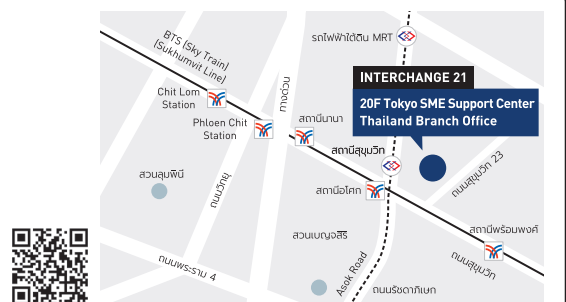 รถไฟฟ้าใต้ดิน MRT
BTS (Sky Train)
(Sukhumvit Line)
INTERCHANGE 21
20F Tokyo SME Support Center
Thailand Branch Office
Chit Lom
Station
ทางด่วน
Phloen Chit
Station
สถานีนานา
สถานีสุขุมวิท
ถนนสุขุมวิท 23
สวนลุมพินี
ถนนวิทยุ
สถานีอโศก
สวนเบญจสิริ
สถานีพร้อมพงศ์
ถนนพระราม 4
Asok Road
ถนนสุขุมวิท
ถนนรัชดาภิเษก